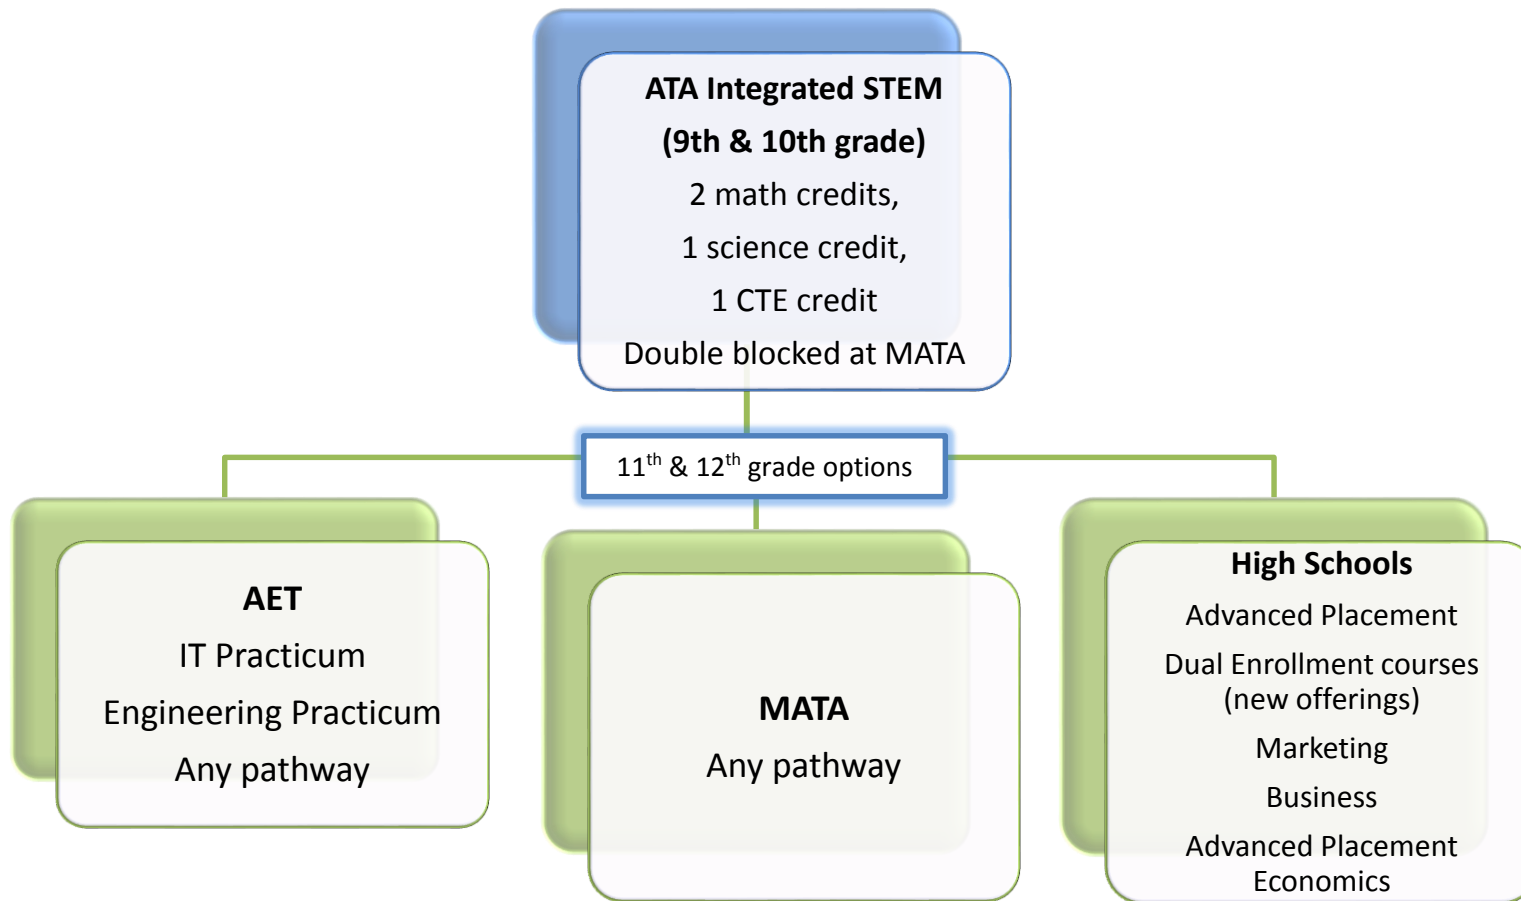 ATA Integrated STEM
(9th & 10th grade)
2 math credits,
1 science credit,
1 CTE credit
Double blocked at MATA
11th & 12th grade options
AET
IT Practicum
Engineering Practicum
Any pathway
MATA
Any pathway
High Schools
Advanced Placement
Dual Enrollment courses
(new offerings)
Marketing
Business
Advanced Placement
Economics